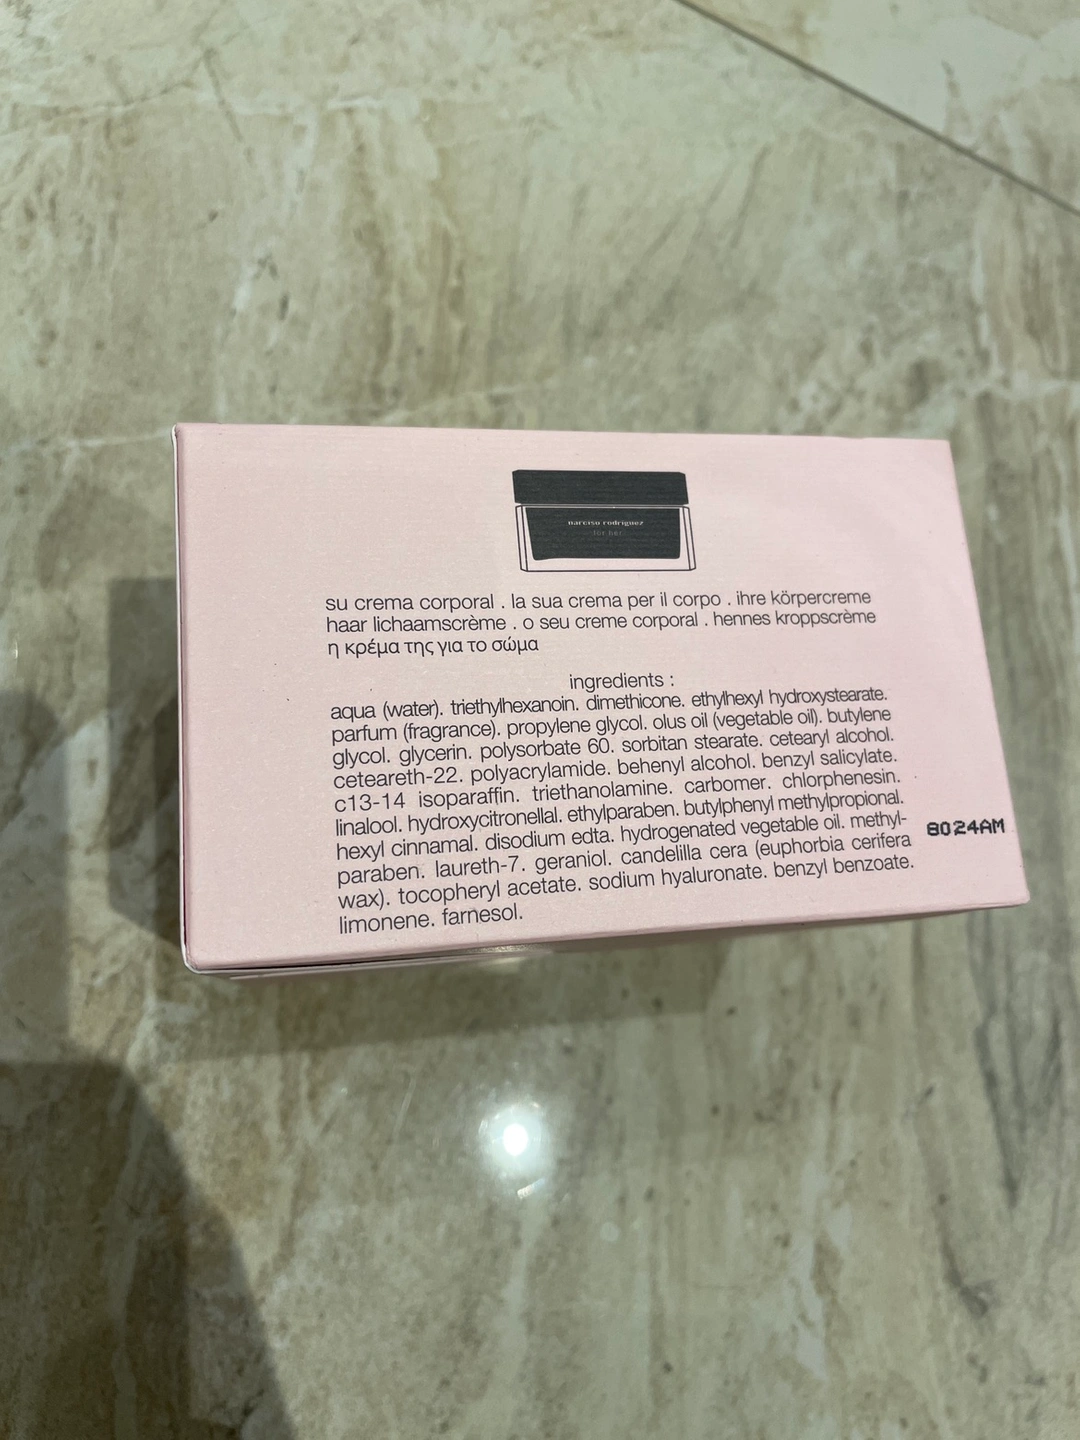 narciso rodriguez
for her
su crema corporal . la sua crema per il corpo . ihre körpercreme
haar lichaamscrème . o seu creme corporal . hennes kroppscrème
η κρέμα της για το σώμα
ingredients :
aqua (water). triethylhexanoin. dimethicone. ethylhexyl hydroxystearate.
parfum (fragrance). propylene glycol. olus oil (vegetable oil). butylene
glycol. glycerin. polysorbate 60. sorbitan stearate. cetearyl alcohol.
ceteareth-22. polyacrylamide. behenyl alcohol. benzyl salicylate.
c13-14 isoparaffin. triethanolamine. carbomer. chlorphenesin.
linalool. hydroxycitronellal. ethylparaben. butylphenyl methylpropional.
hexyl cinnamal. disodium edta. hydrogenated vegetable oil. methyl-
paraben. laureth-7. geraniol. candelilla cera (euphorbia cerifera
wax). tocopheryl acetate. sodium hyaluronate. benzyl benzoate.
limonene. farnesol.
8024AM